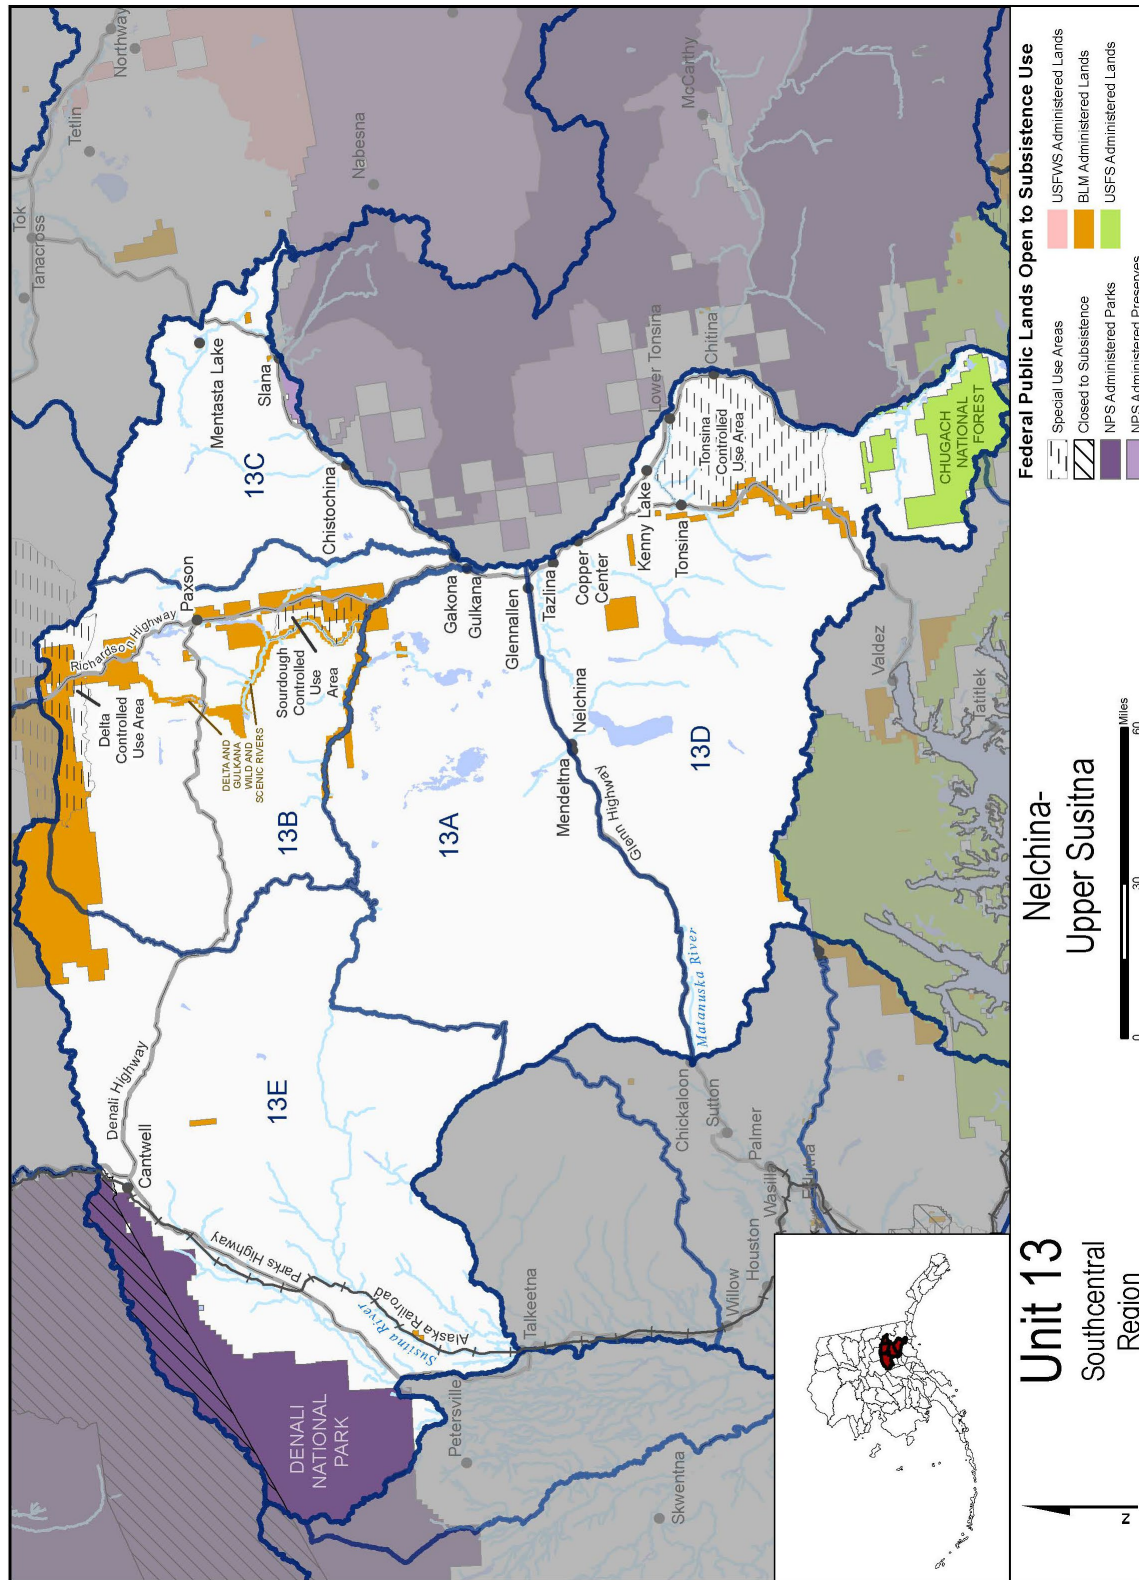 Northway
Tetlin
Tok
Tanacross
Nabesna
McCarthy
Mentasta Lake
Slana
13C
Chistochina
Lower Tonsina
Chitina
Tonsina
Controlled
Use Area
CHUGACH
NATIONAL
FOREST
Paxson
Richardson Highway
Gakona
Gulkana
Glennallen
Tazlina
Copper
Center
Kenny Lake
Tonsina
Delta
Controlled
Use Area
DELTA AND
GULKANA
WILD AND
SCENIC RIVERS
Sourdough
Controlled
Use
Area
Valdez
Tatitlek
Nelchina
Mendeltna
Glenn Highway
13D
13B
13A
Denali Highway
Cantwell
13E
Matanuska River
Chickaloon
Sutton
Palmer
Wasilla
Houston
Willow
Parks Highway
Alaska Railroad
Susitna River
Talkeetna
Petersville
Skwentna
DENALI
NATIONAL
PARK
Unit 13
Southcentral
Region
Nelchina-
Upper Susitna
0
30
60
Miles
N
Federal Public Lands Open to Subsistence Use
Special Use Areas
Closed to Subsistence
NPS Administered Parks
NPS Administered Preserves
USFWS Administered Lands
BLM Administered Lands
USFS Administered Lands